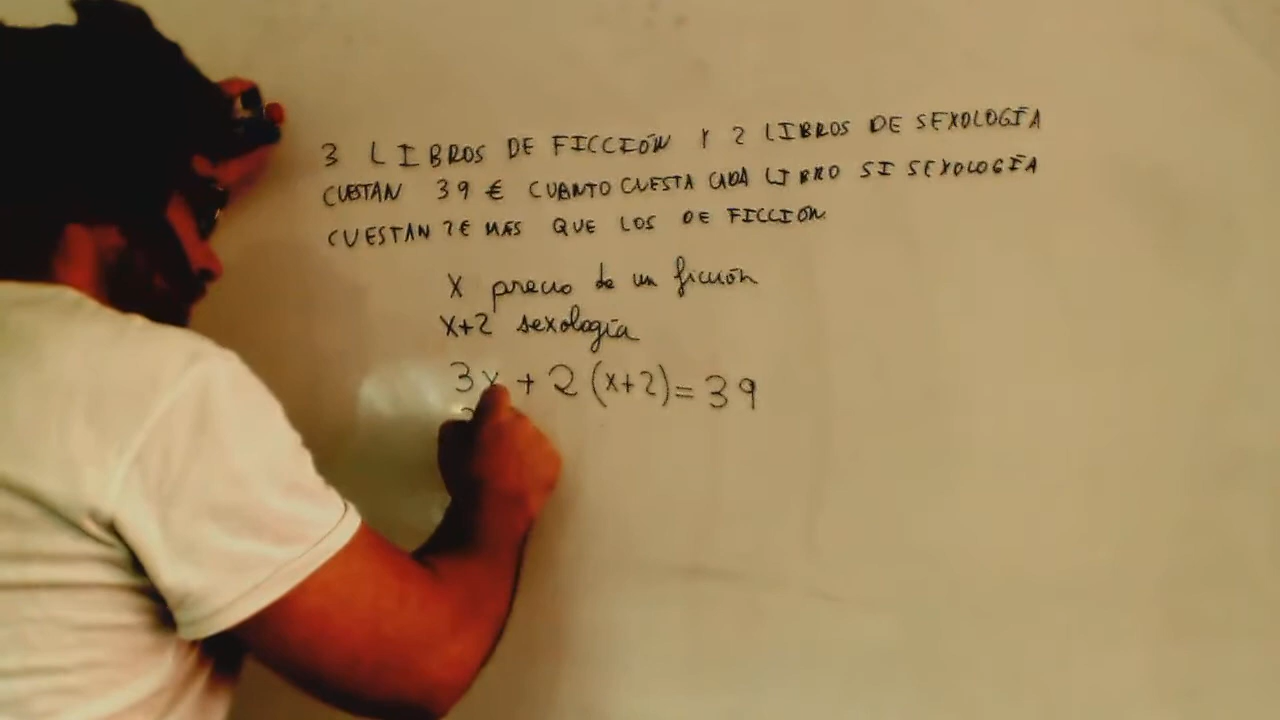 3 LIBROS DE FICCIÓN Y 2 LIBROS DE SEXOLOGÍA
CUESTAN 39 € CUANTO CUESTA CADA LIBRO SI SEXOLOGÍA
CUESTAN 2€ MÁS QUE LOS DE FICCIÓN
x precio de un ficción
x+2 sexología
3x + 2 (x+2) = 39